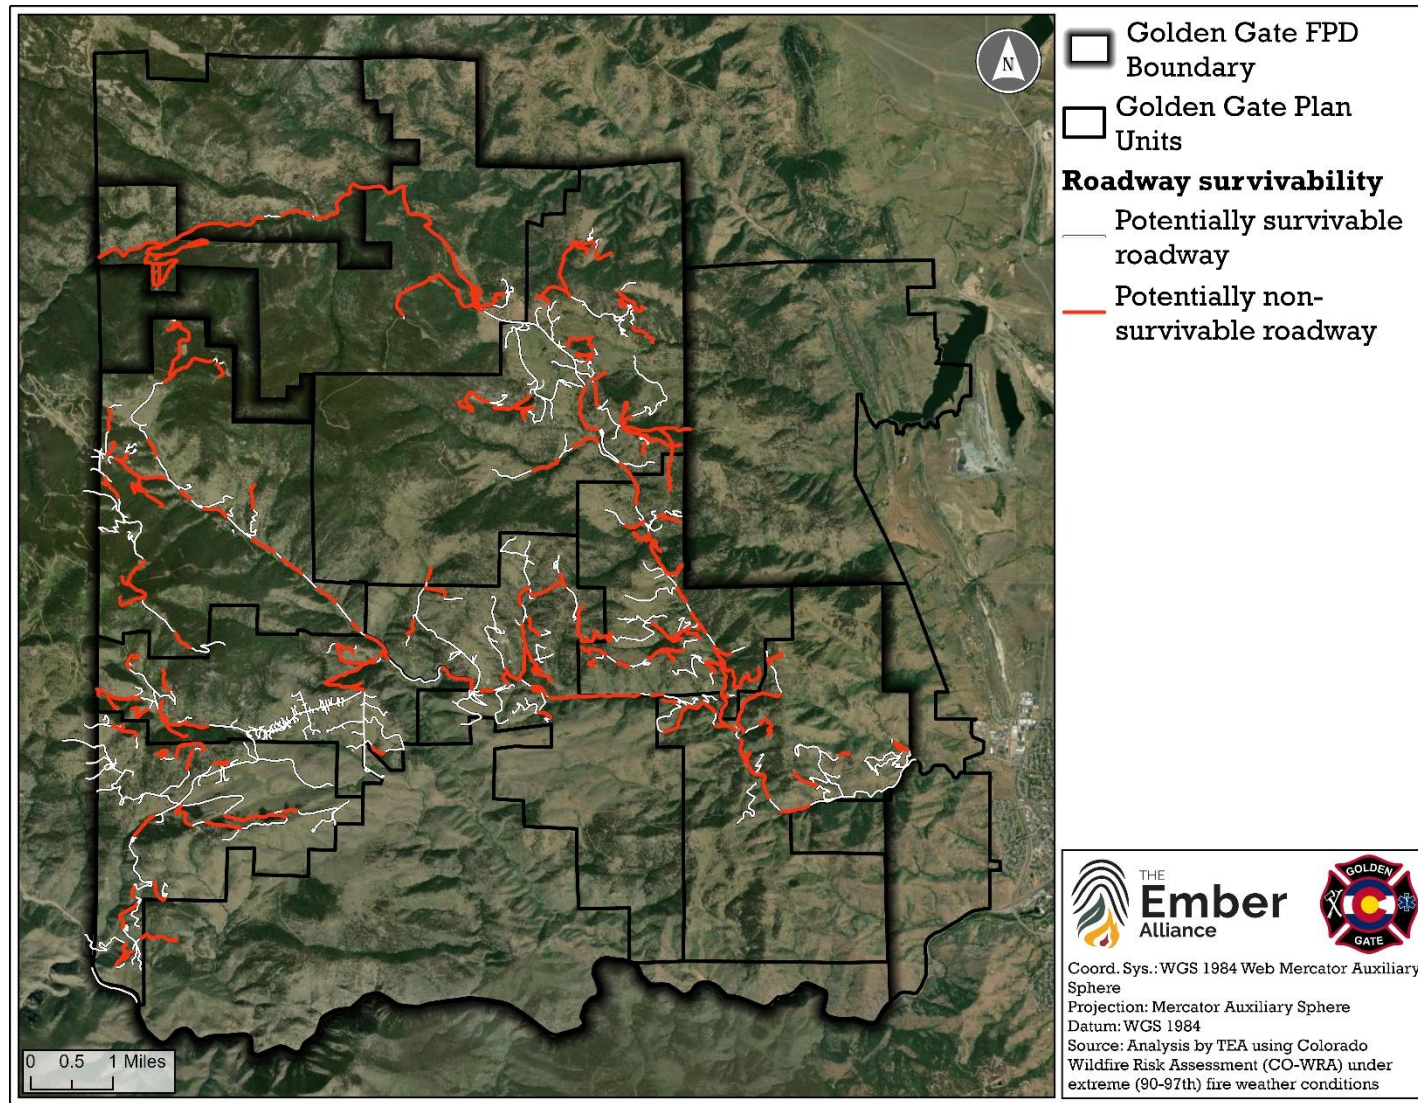 N
Golden Gate FPD
Boundary
Golden Gate Plan
Units
Roadway survivability
Potentially survivable
roadway
Potentially non-
survivable roadway
0 0.5 1 Miles
THE
Ember
Alliance
GOLDEN
GATE
Coord. Sys.: WGS 1984 Web Mercator Auxiliary
Sphere
Projection: Mercator Auxiliary Sphere
Datum: WGS 1984
Source: Analysis by TEA using Colorado
Wildfire Risk Assessment (CO-WRA) under
extreme (90-97th) fire weather conditions